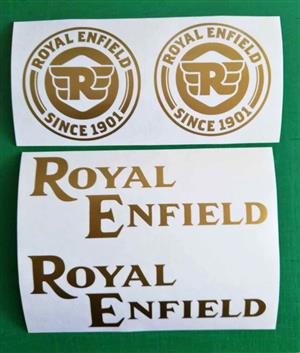 ROYAL ENFIELD
R
SINCE 1901
ROYAL ENFIELD
R
SINCE 1901
ROYAL
ENFIELD
ROYAL
ENFIELD